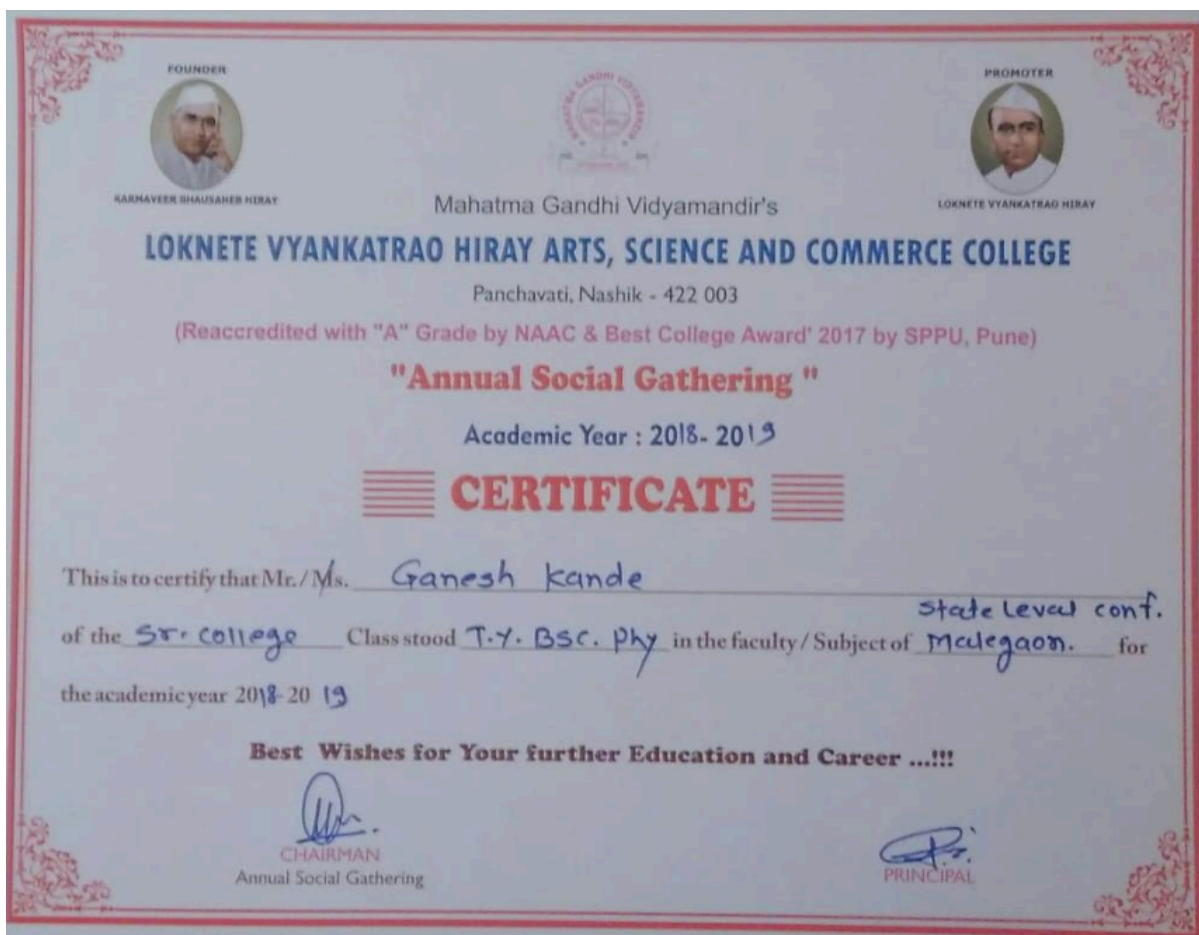 FOUNDER
PROMOTER
MAHATMA GANDHI VIDYAMANDIR
KARMAVEER BHAUSAHEB HIRAY
LOKNETE VYANKATRAO HIRAY
Mahatma Gandhi Vidyamandir's
LOKNETE VYANKATRAO HIRAY ARTS, SCIENCE AND COMMERCE COLLEGE
Panchavati, Nashik - 422 003
(Reaccredited with "A" Grade by NAAC & Best College Award' 2017 by SPPU, Pune)
"Annual Social Gathering "
Academic Year : 2018- 2019
CERTIFICATE
This is to certify that Mr./Ms. Ganesh Kande
State Level conf.
of the Sr. College Class stood T.Y. BSC. Phy in the faculty / Subject of Malegaon. for
the academic year 2018-20 19
Best Wishes for Your further Education and Career ...!!!
CHAIRMAN
Annual Social Gathering
PRINCIPAL